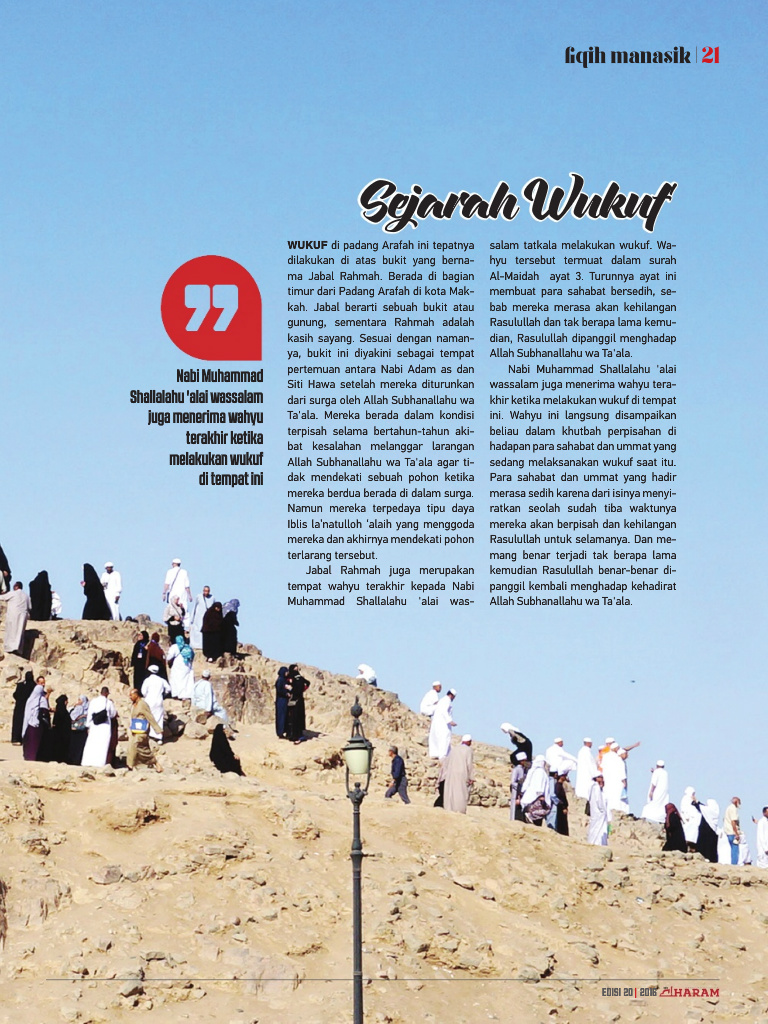 fiqih manasik | 21
Sejarah Wukuf
Nabi Muhammad
Shallalahu 'alai wassalam
juga menerima wahyu
terakhir ketika
melakukan wukuf
di tempat ini
WUKUF di padang Arafah ini tepatnya
dilakukan di atas bukit yang berna-
ma Jabal Rahmah. Berada di bagian
timur dari Padang Arafah di kota Mak-
kah. Jabal berarti sebuah bukit atau
gunung, sementara Rahmah adalah
kasih sayang. Sesuai dengan naman-
ya, bukit ini diyakini sebagai tempat
pertemuan antara Nabi Adam as dan
Siti Hawa setelah mereka diturunkan
dari surga oleh Allah Subhanallahu wa
Ta'ala. Mereka berada dalam kondisi
terpisah selama bertahun-tahun aki-
bat kesalahan melanggar larangan
Allah Subhanallahu wa Ta'ala agar ti-
dak mendekati sebuah pohon ketika
mereka berdua berada di dalam surga.
Namun mereka terpedaya tipu daya
Iblis la'natulloh 'alaih yang menggoda
mereka dan akhirnya mendekati pohon
terlarang tersebut.
Jabal Rahmah juga merupakan
tempat wahyu terakhir kepada Nabi
Muhammad Shallalahu 'alai was-
salam tatkala melakukan wukuf. Wa-
hyu tersebut termuat dalam surah
Al-Maidah ayat 3. Turunnya ayat ini
membuat para sahabat bersedih, se-
bab mereka merasa akan kehilangan
Rasulullah dan tak berapa lama kemu-
dian, Rasulullah dipanggil menghadap
Allah Subhanallahu wa Ta'ala.
Nabi Muhammad Shallalahu 'alai
wassalam juga menerima wahyu tera-
khir ketika melakukan wukuf di tempat
ini. Wahyu ini langsung disampaikan
beliau dalam khutbah perpisahan di
hadapan para sahabat dan ummat yang
sedang melaksanakan wukuf saat itu.
Para sahabat dan ummat yang hadir
merasa sedih karena dari isinya menyi-
ratkan seolah sudah tiba waktunya
mereka akan berpisah dan kehilangan
Rasulullah untuk selamanya. Dan me-
mang benar terjadi tak berapa lama
kemudian Rasulullah benar-benar di-
panggil kembali menghadap kehadirat
Allah Subhanallahu wa Ta'ala.
EDISI 20 | 2016 Al HARAM